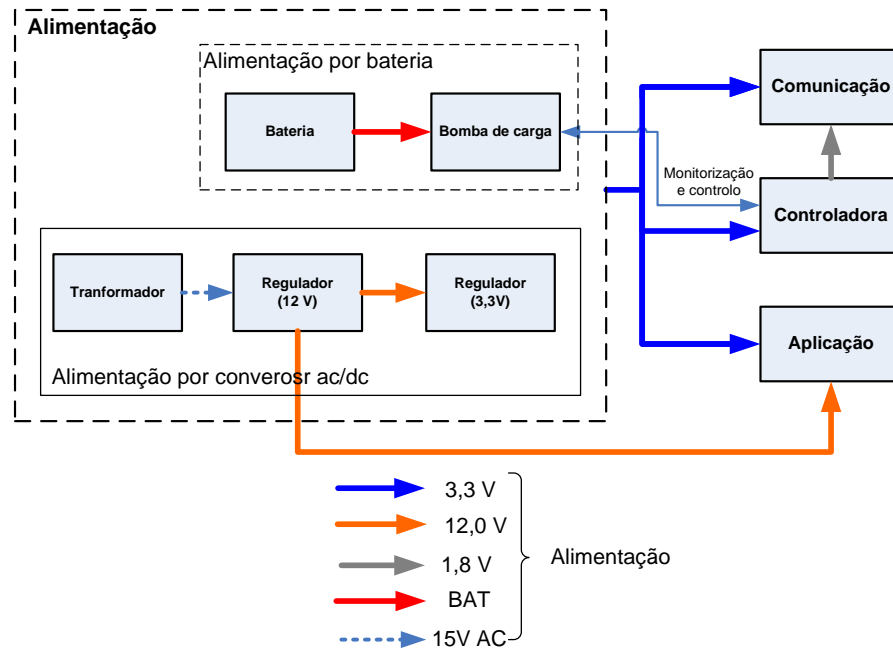 Alimentação
Alimentação por bateria
Bateria
Bomba de carga
Comunicação
Monitorização
e controlo
Controladora
Tranformador
Regulador
(12 V)
Regulador
(3,3V)
Aplicação
Alimentação por converosr ac/dc
3,3 V
12,0 V
1,8 V
BAT
15V AC
Alimentação